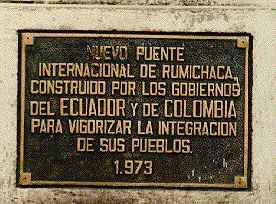 NUEVO PUENTE
INTERNACIONAL DE RUMICHACA,
CONSTRUIDO POR LOS GOBIERNOS
DEL ECUADOR Y DE COLOMBIA
PARA VIGORIZAR LA INTEGRACION
DE SUS PUEBLOS.
1.973